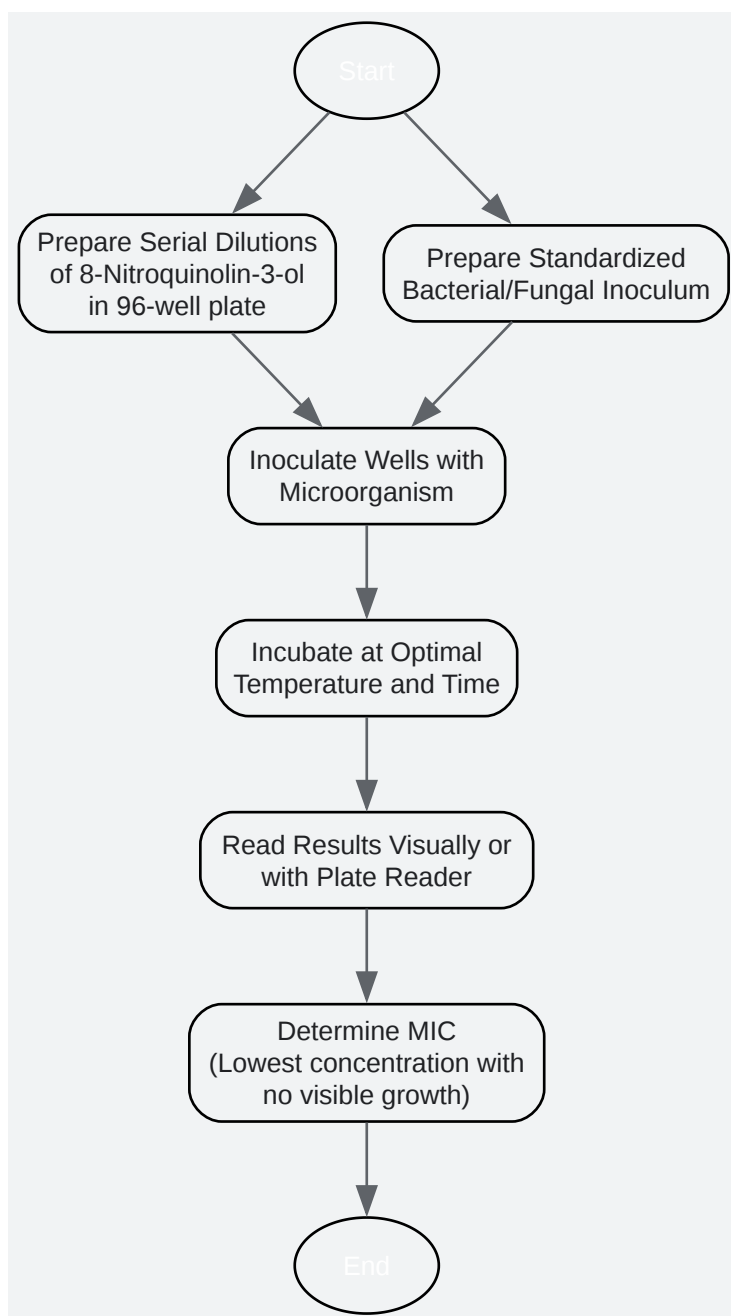 Start
Prepare Serial Dilutions
of 8-Nitroquinolin-3-ol
in 96-well plate
Prepare Standardized
Bacterial/Fungal Inoculum
Inoculate Wells with
Microorganism
Incubate at Optimal
Temperature and Time
Read Results Visually or
with Plate Reader
Determine MIC
(Lowest concentration with
no visible growth)
End